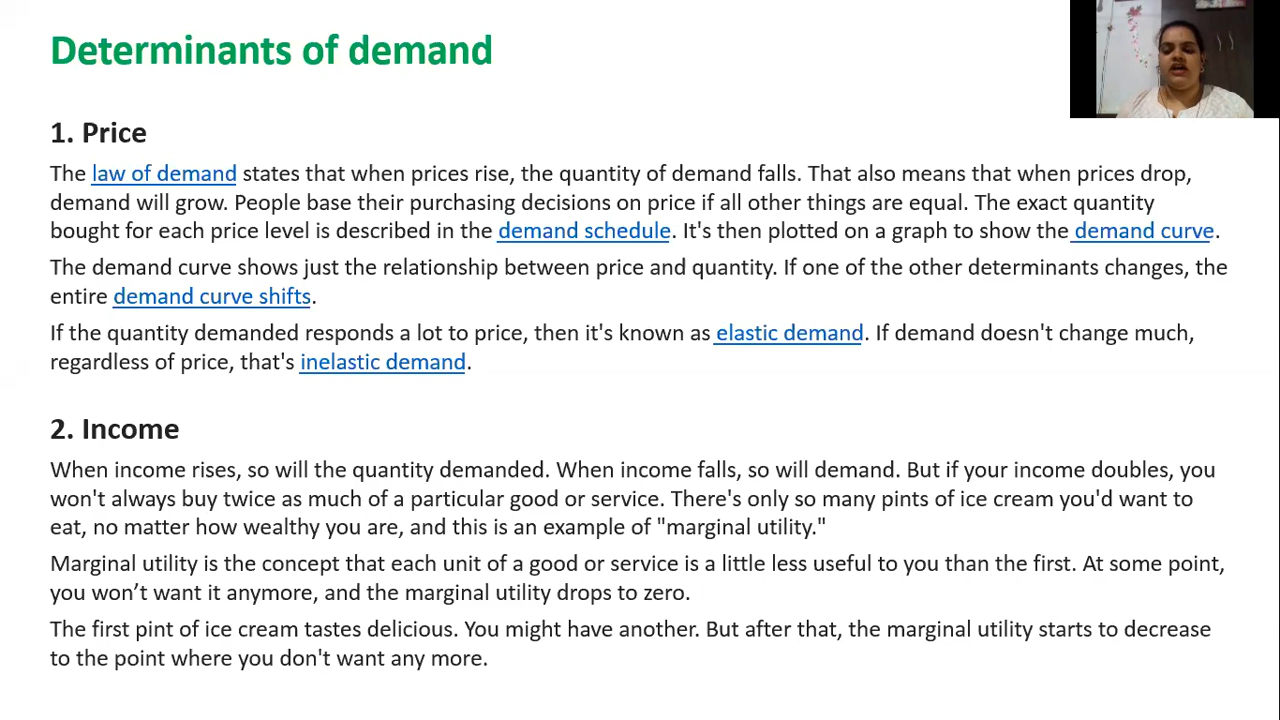 Determinants of demand
1. Price
The law of demand states that when prices rise, the quantity of demand falls. That also means that when prices drop,
demand will grow. People base their purchasing decisions on price if all other things are equal. The exact quantity
bought for each price level is described in the demand schedule. It's then plotted on a graph to show the demand curve.
The demand curve shows just the relationship between price and quantity. If one of the other determinants changes, the
entire demand curve shifts.
If the quantity demanded responds a lot to price, then it's known as elastic demand. If demand doesn't change much,
regardless of price, that's inelastic demand.
2. Income
When income rises, so will the quantity demanded. When income falls, so will demand. But if your income doubles, you
won't always buy twice as much of a particular good or service. There's only so many pints of ice cream you'd want to
eat, no matter how wealthy you are, and this is an example of "marginal utility."
Marginal utility is the concept that each unit of a good or service is a little less useful to you than the first. At some point,
you won’t want it anymore, and the marginal utility drops to zero.
The first pint of ice cream tastes delicious. You might have another. But after that, the marginal utility starts to decrease
to the point where you don't want any more.